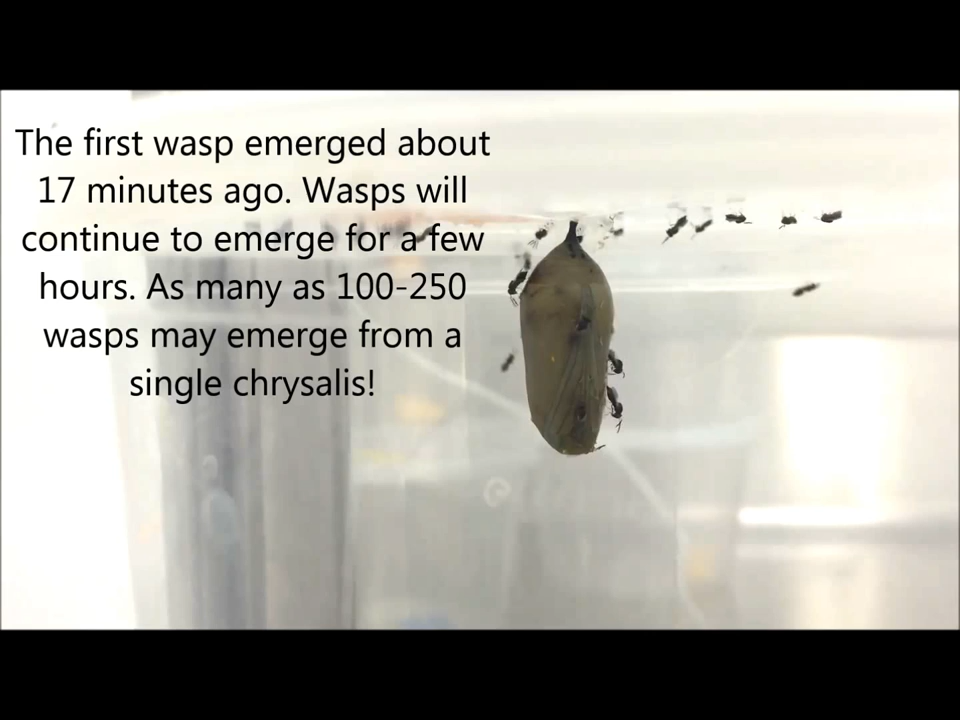 The first wasp emerged about
17 minutes ago. Wasps will
continue to emerge for a few
hours. As many as 100-250
wasps may emerge from a
single chrysalis!